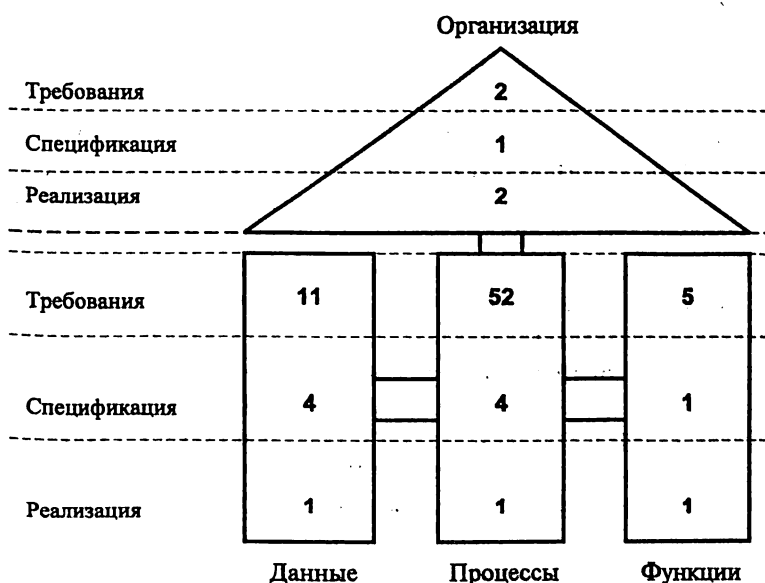 Организация
Требования 2
Спецификация 1
Реализация 2
Требования 11 52 5
Спецификация 4 4 1
Реализация 1 1 1
Данные Процессы Функции